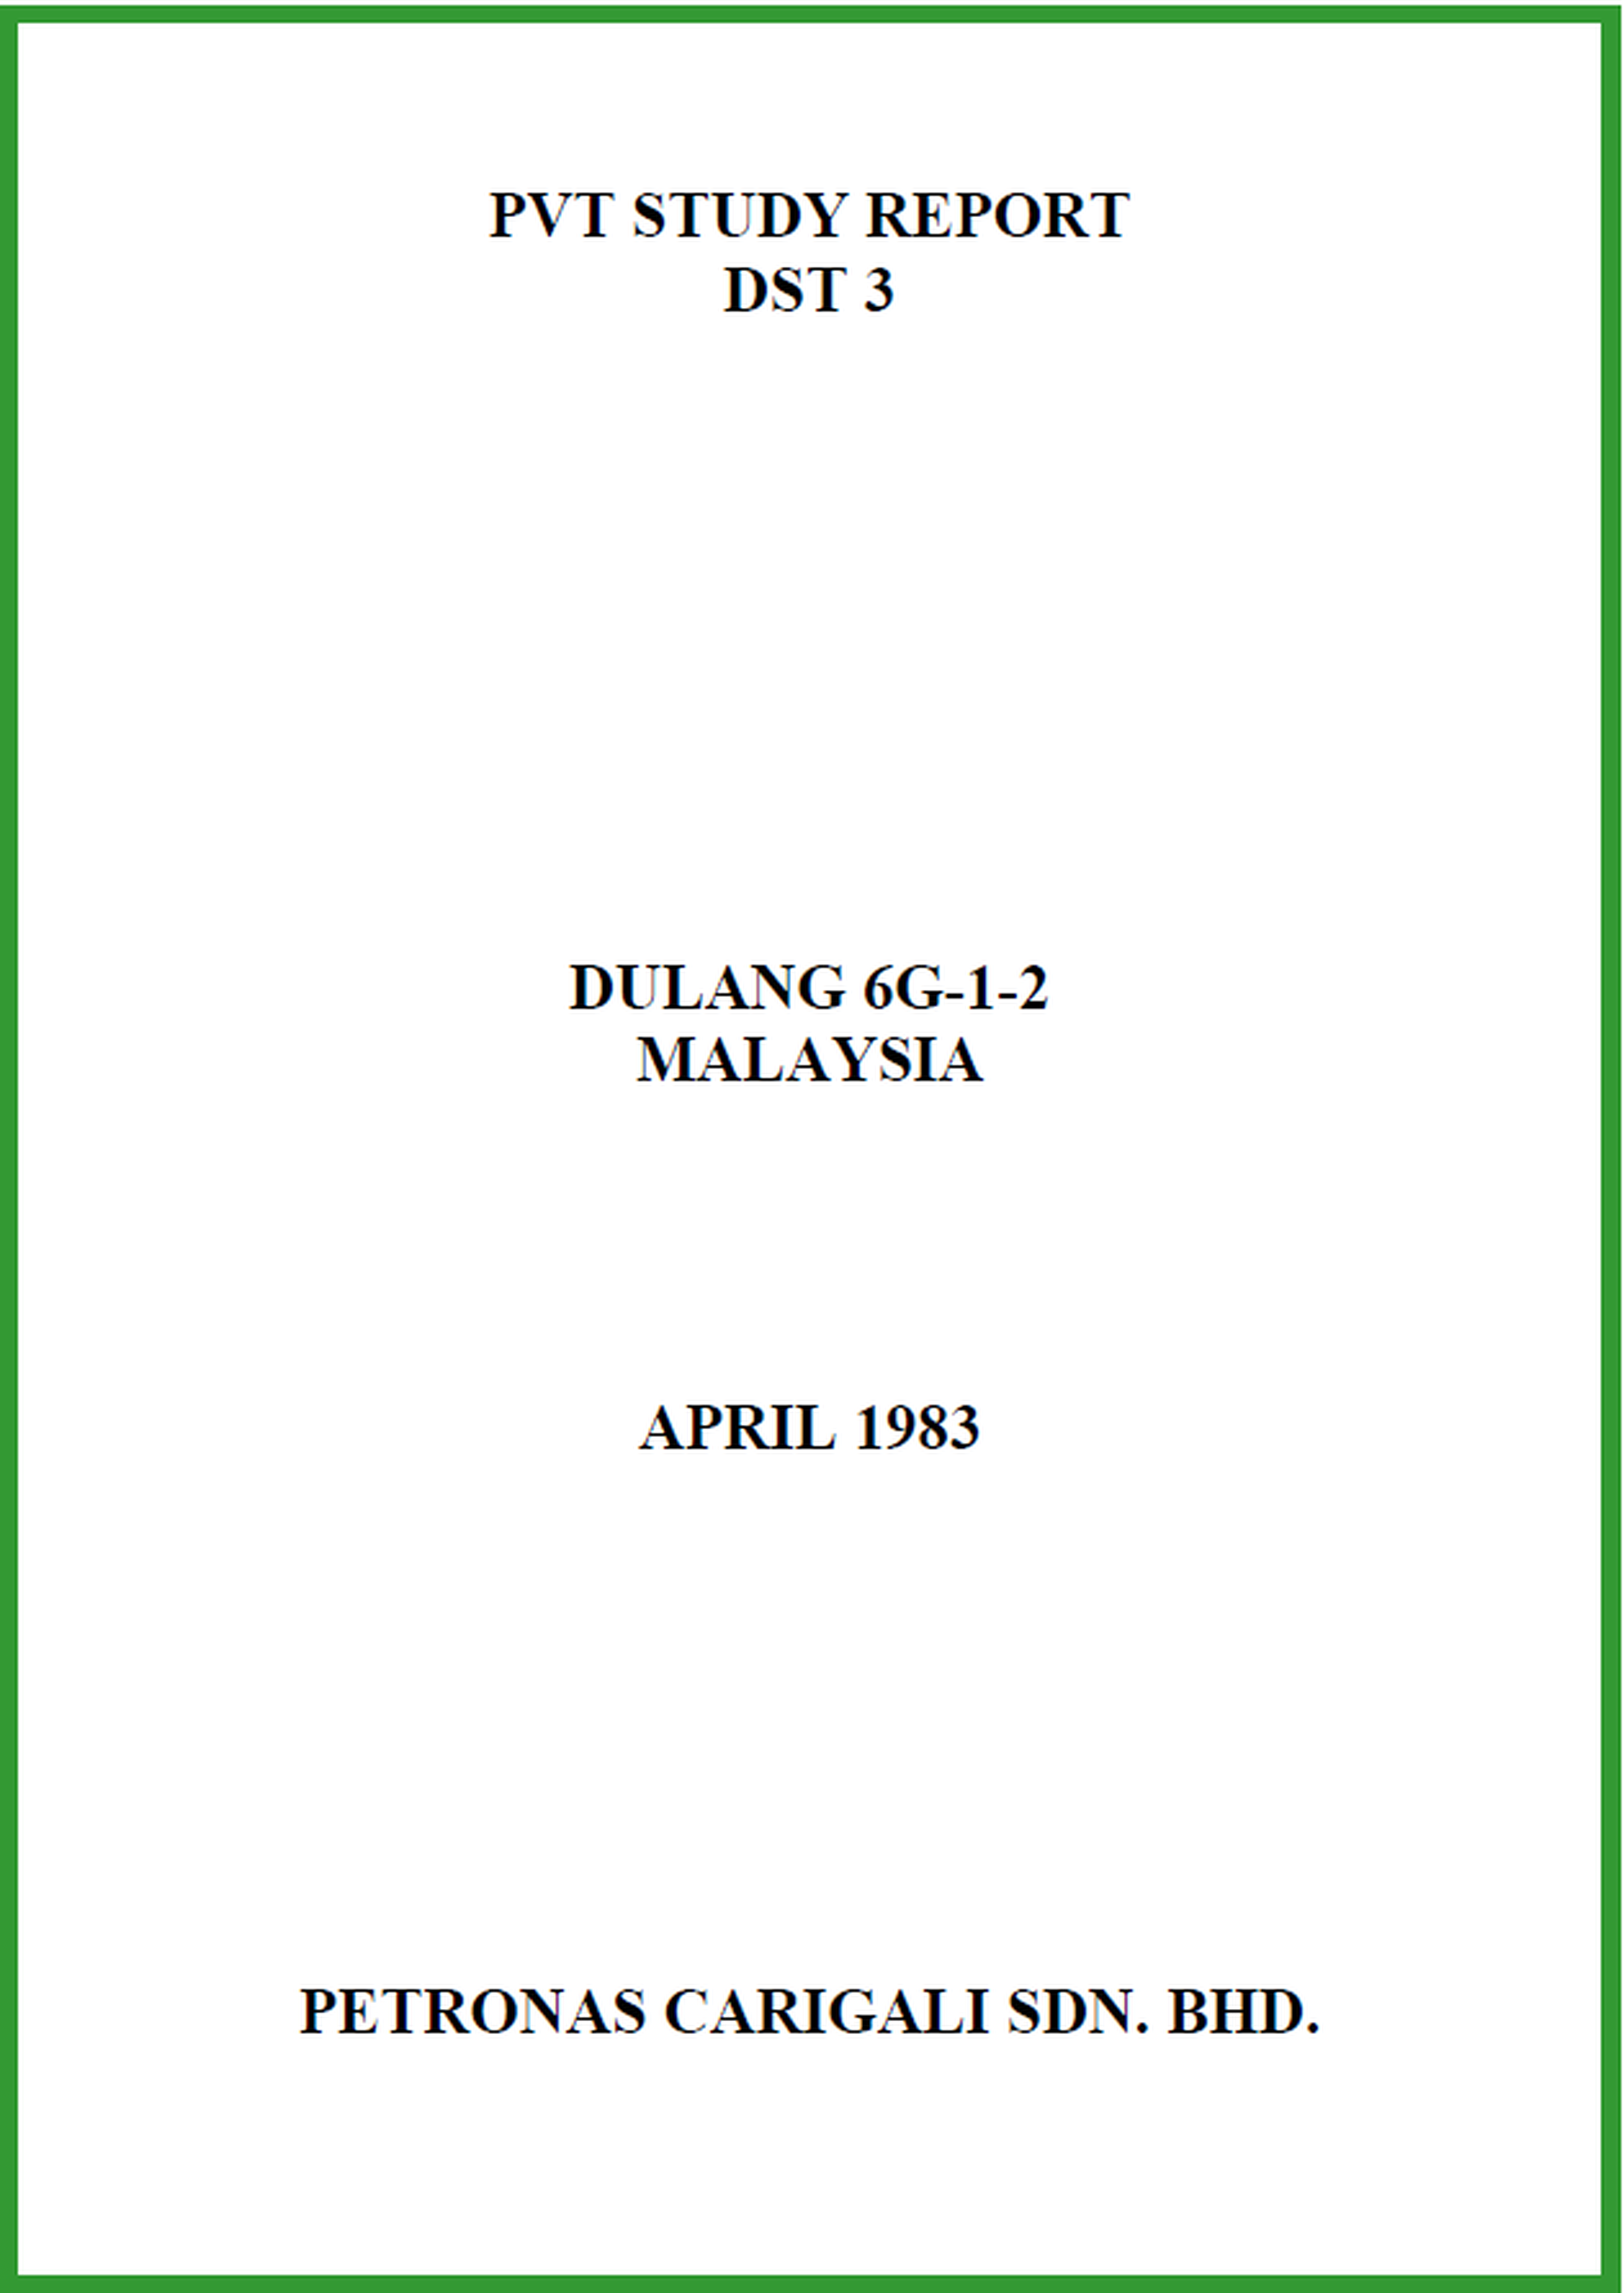 PVT STUDY REPORT
DST 3
DULANG 6G-1-2
MALAYSIA
APRIL 1983
PETRONAS CARIGALI SDN. BHD.